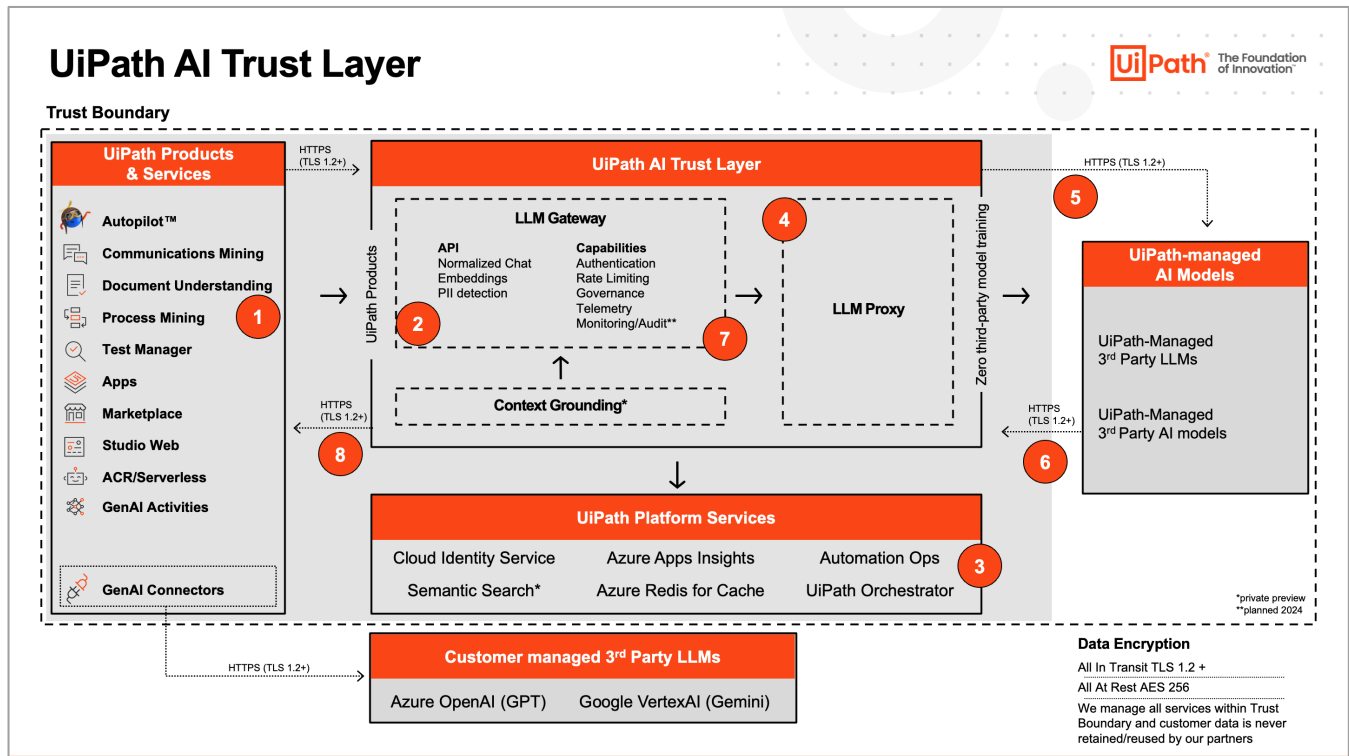 UiPath AI Trust Layer
UiPath® The Foundation
of Innovation™
Trust Boundary
UiPath Products
& Services
Autopilot™
Communications Mining
Document Understanding
Process Mining
1
Test Manager
Apps
Marketplace
Studio Web
ACR/Serverless
GenAI Activities
GenAI Connectors
HTTPS
(TLS 1.2+)
UiPath AI Trust Layer
UiPath Products
LLM Gateway
API
Normalized Chat
Embeddings
PII detection
Capabilities
Authentication
Rate Limiting
Governance
Telemetry
Monitoring/Audit**
2
7
Context Grounding*
4
LLM Proxy
Zero third-party model training
HTTPS (TLS 1.2+)
5
UiPath-managed
AI Models
UiPath-Managed
3rd Party LLMs
UiPath-Managed
3rd Party AI models
HTTPS
(TLS 1.2+)
6
HTTPS
(TLS 1.2+)
8
UiPath Platform Services
Cloud Identity Service
Azure Apps Insights
Automation Ops
Semantic Search*
Azure Redis for Cache
UiPath Orchestrator
3
*private preview
**planned 2024
HTTPS (TLS 1.2+)
Customer managed 3rd Party LLMs
Azure OpenAI (GPT)
Google VertexAI (Gemini)
Data Encryption
All In Transit TLS 1.2 +
All At Rest AES 256
We manage all services within Trust
Boundary and customer data is never
retained/reused by our partners